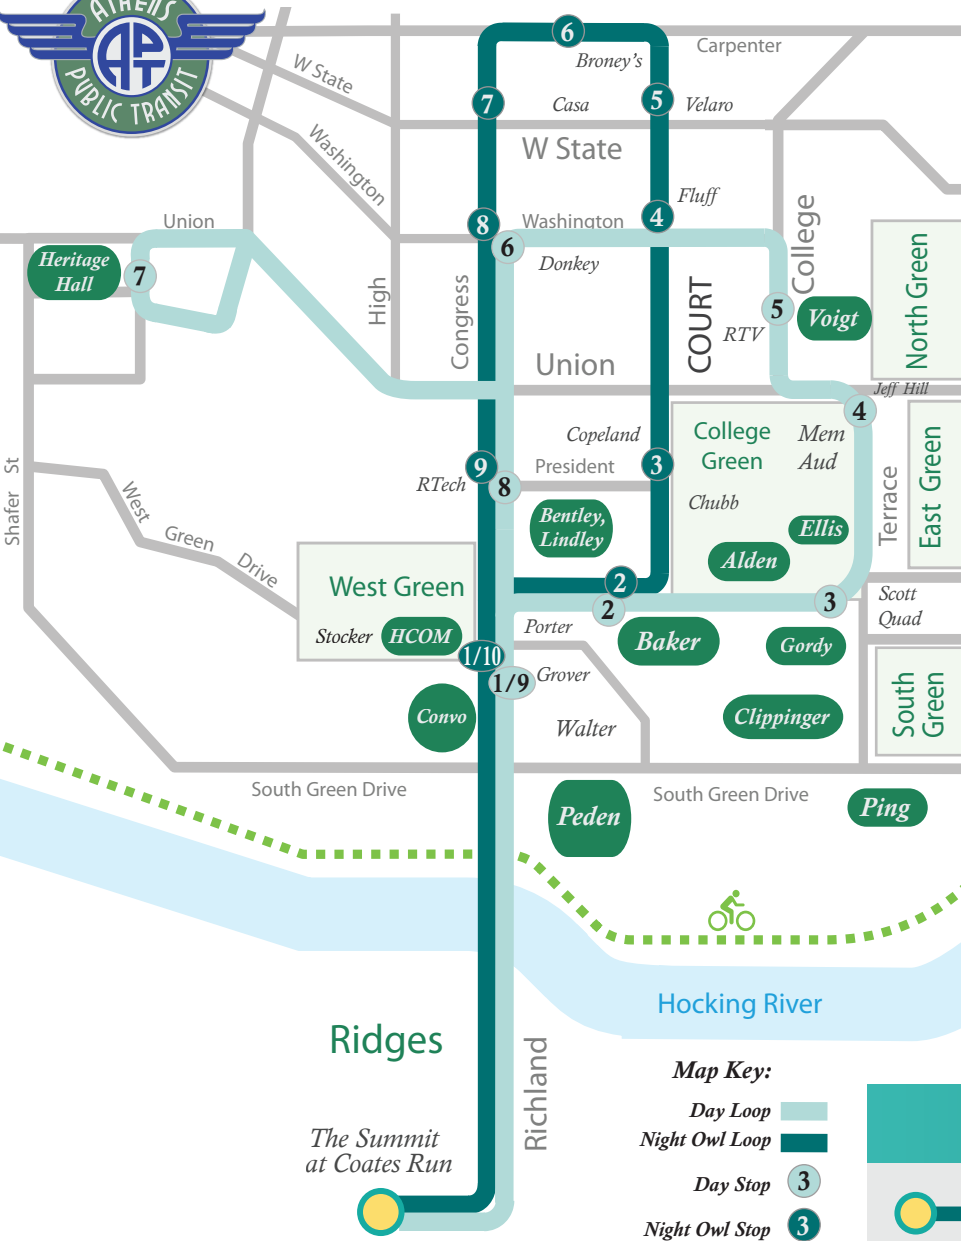 ATHENS
APT
PUBLIC TRANSIT
6
Carpenter
Broney's
W State
7
Casa
5
Velaro
W State
Washington
Fluff
Union
8
Washington
4
College
6
Heritage
Hall
7
Donkey
North Green
High
Congress
COURT
5
Voigt
RTV
Union
Jeff Hill
4
Copeland
College
Green
Mem
Aud
East Green
9
President
3
Shafer St
RTech
8
Terrace
West
Green
Drive
Chubb
Bentley,
Lindley
Ellis
Alden
West Green
2
2
3
Scott
Quad
Stocker
HCOM
Porter
Baker
Gordy
1/10
1/9
Grover
South
Green
Convo
Walter
Clippinger
South Green Drive
South Green Drive
Peden
Ping
Hocking River
Ridges
Richland
Map Key:
Day Loop
Night Owl Loop
The Summit
at Coates Run
Day Stop
3
Night Owl Stop
3